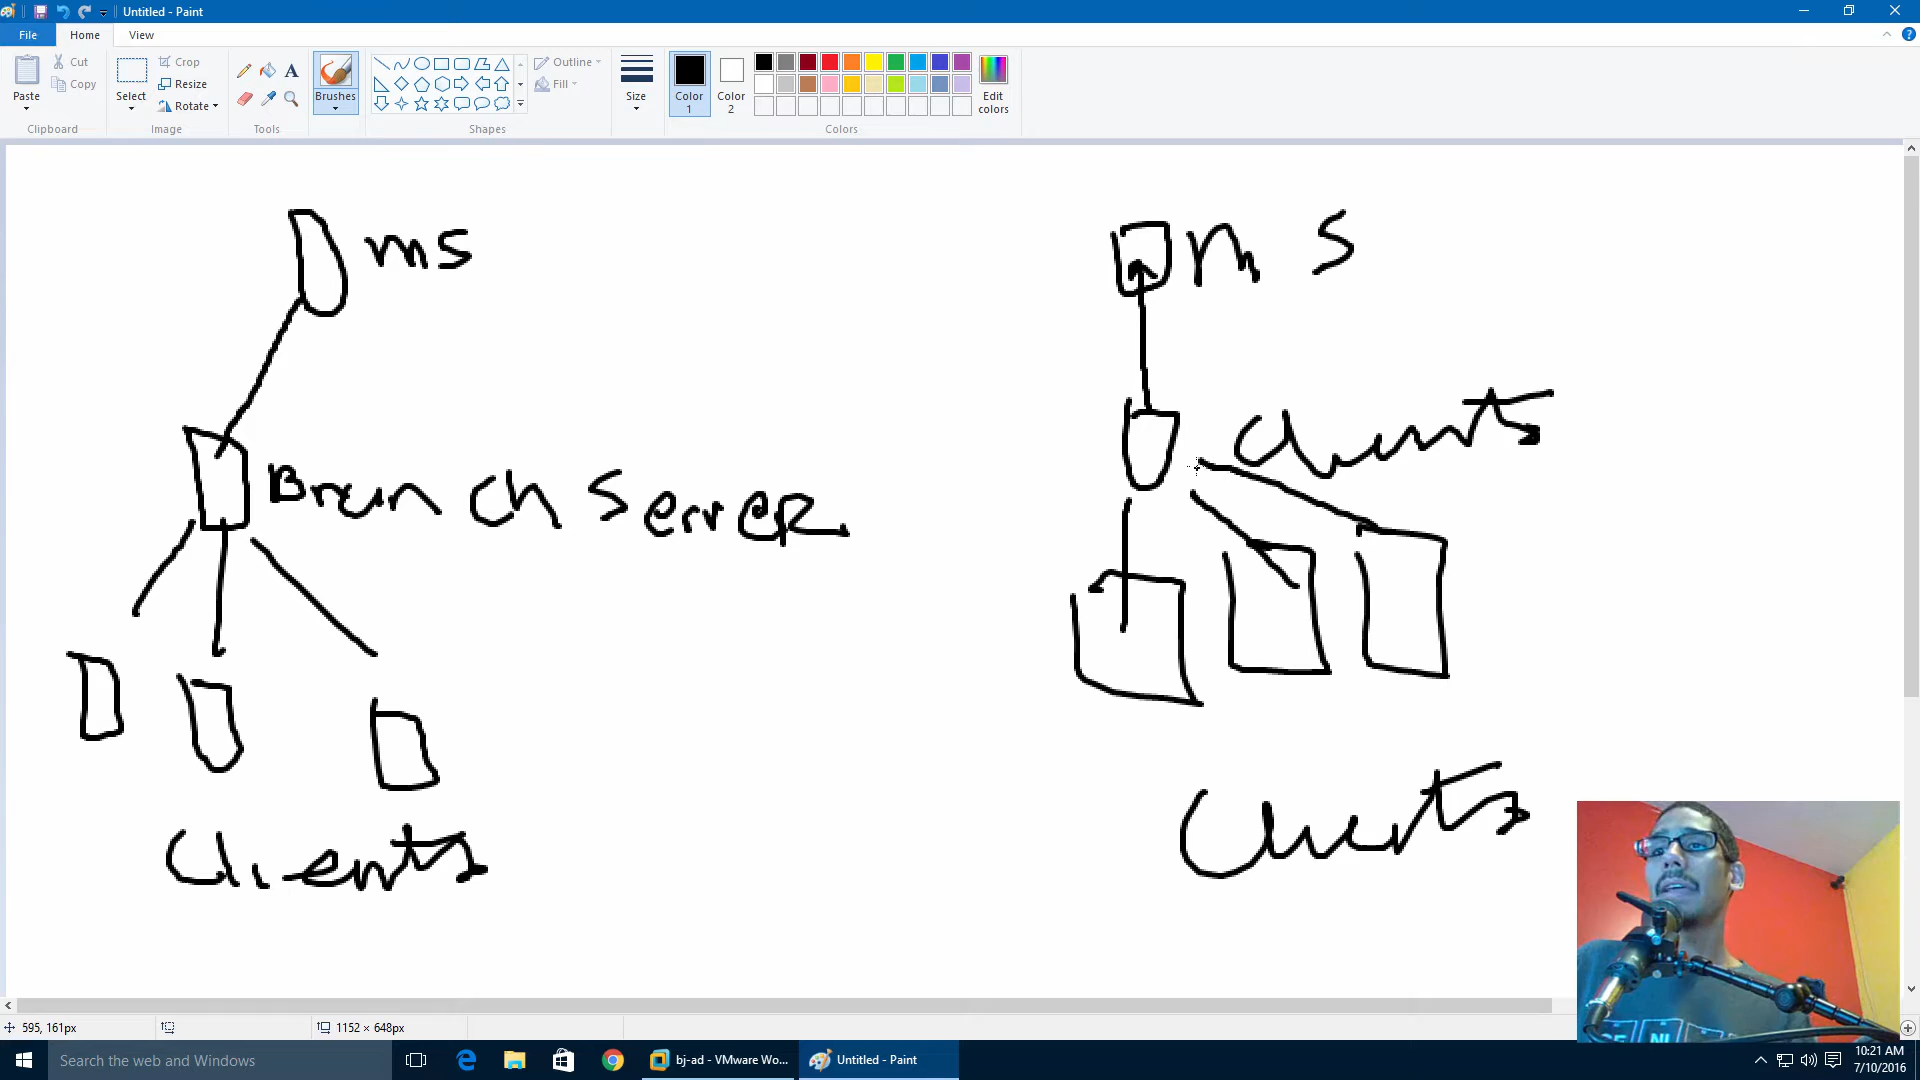 Untitled - Paint
File Home View
Paste
Cut
Copy
Clipboard
Select
Crop
Resize
Rotate
Image
Tools
Brushes
Shapes
Outline
Fill
Size
Color 1
Color 2
Edit colors
Colors
ms
m s
Clients
Branch Server
Clients
Clients
595, 161px
1152 × 648px
Search the web and Windows
bj-ad - VMware Wo...
Untitled - Paint
10:21 AM
7/10/2016